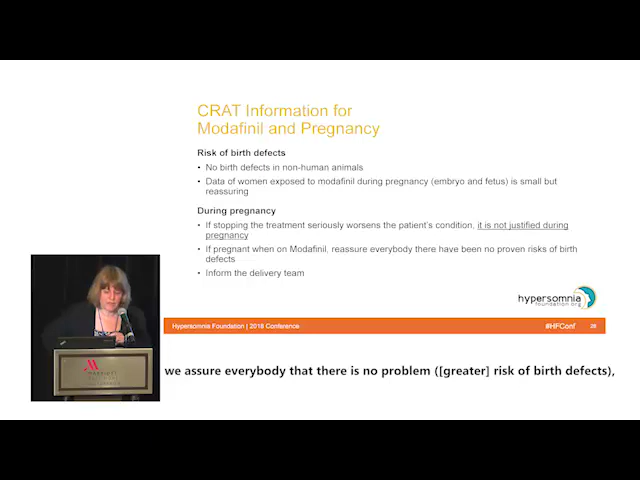 CRAT Information for
Modafinil and Pregnancy
Risk of birth defects
• No birth defects in non-human animals
• Data of women exposed to modafinil during pregnancy (embryo and fetus) is small but
reassuring
During pregnancy
• If stopping the treatment seriously worsens the patient's condition, it is not justified during
pregnancy
• If pregnant when on Modafinil, reassure everybody there have been no proven risks of birth
defects
• Inform the delivery team
hypersomnia
foundation.org
Hypersomnia Foundation | 2018 Conference #HFConf 28
MARRIOTT
we assure everybody that there is no problem ([greater] risk of birth defects),